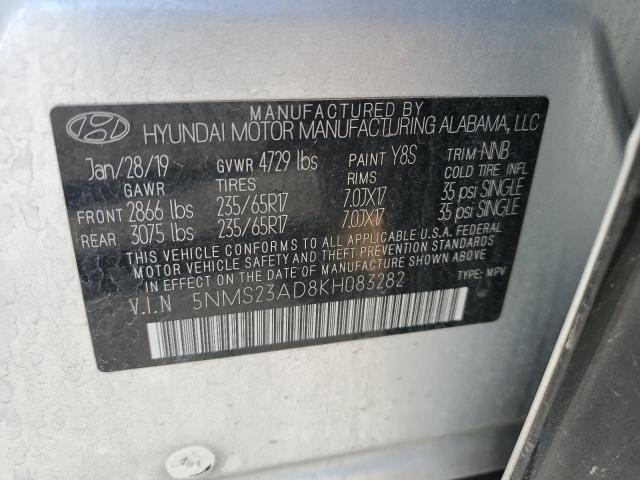 MANUFACTURED BY
HYUNDAI MOTOR MANUFACTURING ALABAMA, LLC
Jan/28/19 GVWR 4729 lbs PAINT Y8S TRIM NNB
GAWR TIRES RIMS COLD TIRE INFL
FRONT 2866 lbs 235/65R17 7.0JX17 35 psi SINGLE
REAR 3075 lbs 235/65R17 7.0JX17 35 psi SINGLE
THIS VEHICLE CONFORMS TO ALL APPLICABLE U.S.A. FEDERAL
MOTOR VEHICLE SAFETY AND THEFT PREVENTION STANDARDS
IN EFFECT ON THE DATE OF MANUFACTURE SHOWN ABOVE.
V.I.N 5NMS23AD8KH083282 TYPE: MPV